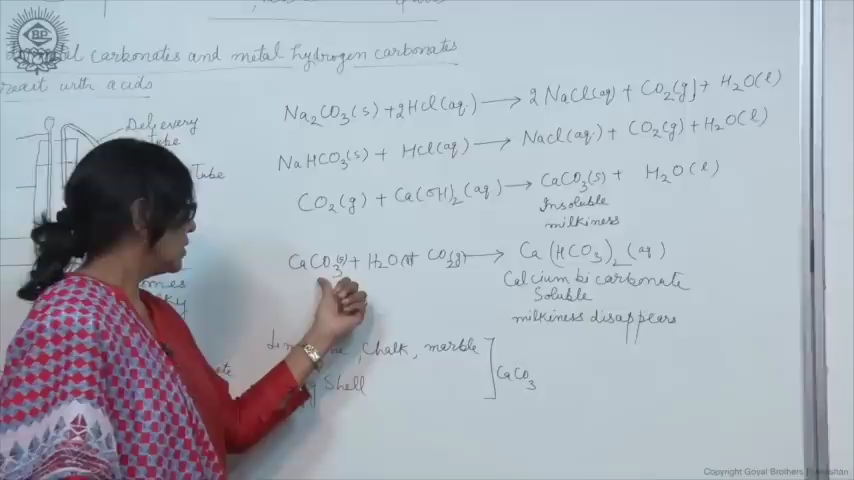 BP
carbonates and metal hydrogen carbonates
react with acids
Na2CO3(s) + 2HCl(aq) → 2NaCl(aq) + CO2(g) + H2O(l)
NaHCO3(s) + HCl(aq) → NaCl(aq) + CO2(g) + H2O(l)
CO2(g) + Ca(OH)2(aq) → CaCO3(s) + H2O(l)
Insoluble
milkiness
CaCO3(s) + H2O + CO2(g) → Ca(HCO3)2(aq)
Calcium bi carbonate
Soluble
milkiness disappears
Delivery
tube
Tube
, Chalk, marble
Shell
CaCO3
Copyright Goyal Brothers Prakashan